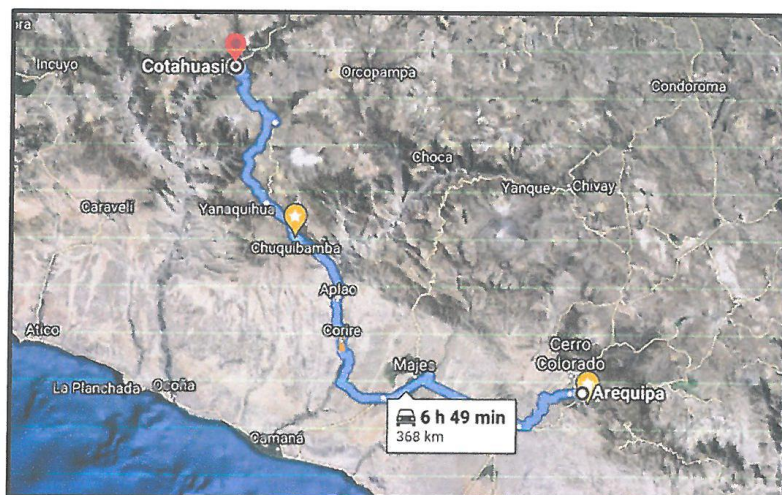 ora
Incuyo
Cotahuasi
Orcopampa
Condoroma
Choca
Yanque
Chivay
Caravelí
Yanaquihua
Chuquibamba
Aplao
Atico
Corire
Cerro
Colorado
Majes
La Planchada
Ocoña
Arequipa
6 h 49 min
368 km
Camaná